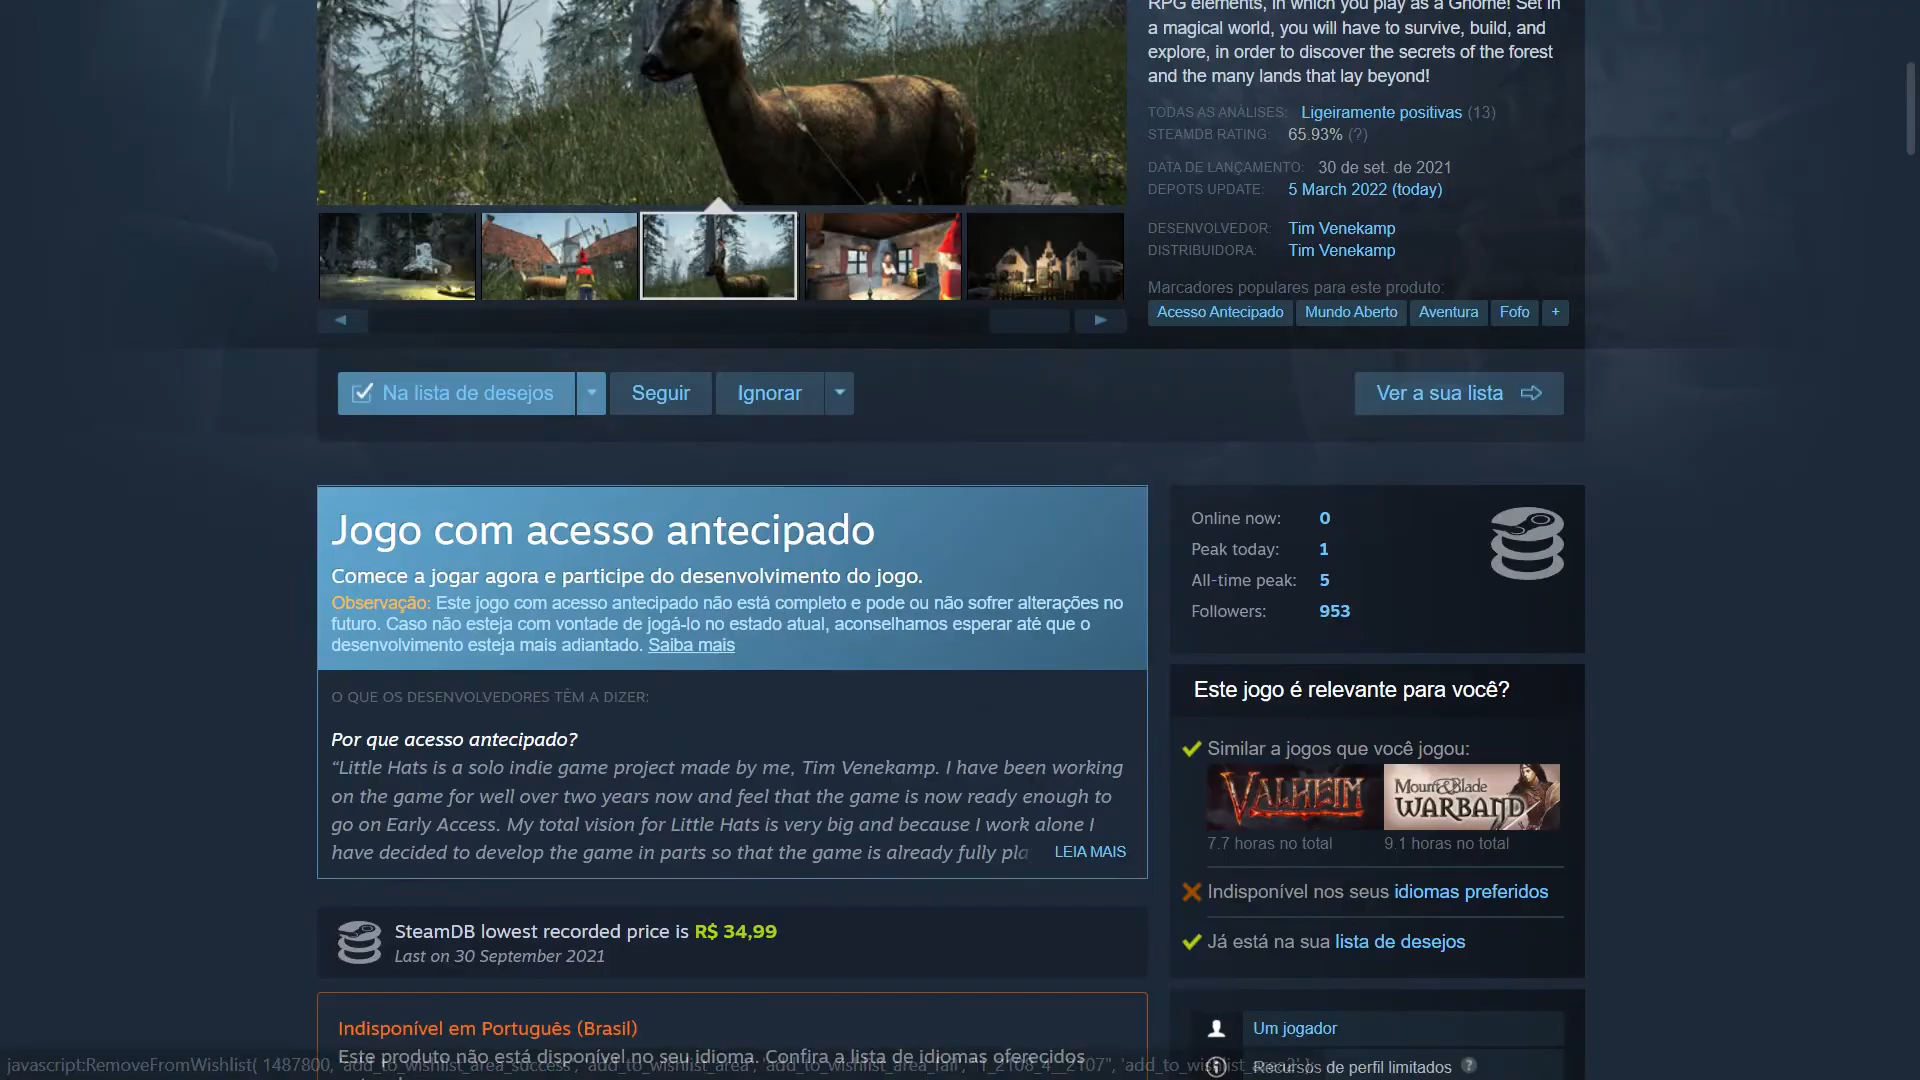 RPG elements, in which you play as a Gnome! Set in
a magical world, you will have to survive, build, and
explore, in order to discover the secrets of the forest
and the many lands that lay beyond!
TODAS AS ANÁLISES: Ligeiramente positivas (13)
STEAMDB RATING: 65.93% (?)
DATA DE LANÇAMENTO: 30 de set. de 2021
DEPOTS UPDATE: 5 March 2022 (today)
DESENVOLVEDOR: Tim Venekamp
DISTRIBUIDORA: Tim Venekamp
Marcadores populares para este produto:
Acesso Antecipado Mundo Aberto Aventura Fofo +
Na lista de desejos Seguir Ignorar Ver a sua lista
Jogo com acesso antecipado
Comece a jogar agora e participe do desenvolvimento do jogo.
Observação: Este jogo com acesso antecipado não está completo e pode ou não sofrer alterações no
futuro. Caso não esteja com vontade de jogá-lo no estado atual, aconselhamos esperar até que o
desenvolvimento esteja mais adiantado. Saiba mais
O QUE OS DESENVOLVEDORES TÊM A DIZER:
Por que acesso antecipado?
“Little Hats is a solo indie game project made by me, Tim Venekamp. I have been working
on the game for well over two years now and feel that the game is now ready enough to
go on Early Access. My total vision for Little Hats is very big and because I work alone I
have decided to develop the game in parts so that the game is already fully pla LEIA MAIS
SteamDB lowest recorded price is R$ 34,99
Last on 30 September 2021
Indisponível em Português (Brasil)
Este produto não está disponível no seu idioma. Confira a lista de idiomas oferecidos
Online now: 0
Peak today: 1
All-time peak: 5
Followers: 953
Este jogo é relevante para você?
Similar a jogos que você jogou:
VALHEIM
Mount&Blade
WARBAND
7.7 horas no total 9.1 horas no total
Indisponível nos seus idiomas preferidos
Já está na sua lista de desejos
Um jogador
Recursos de perfil limitados ?
javascript:RemoveFromWishlist( 1487800, 'add_to_wishlist_area_success', 'add_to_wishlist_area', 'add_to_wishlist_area_fail', "1_2108_4__2107",